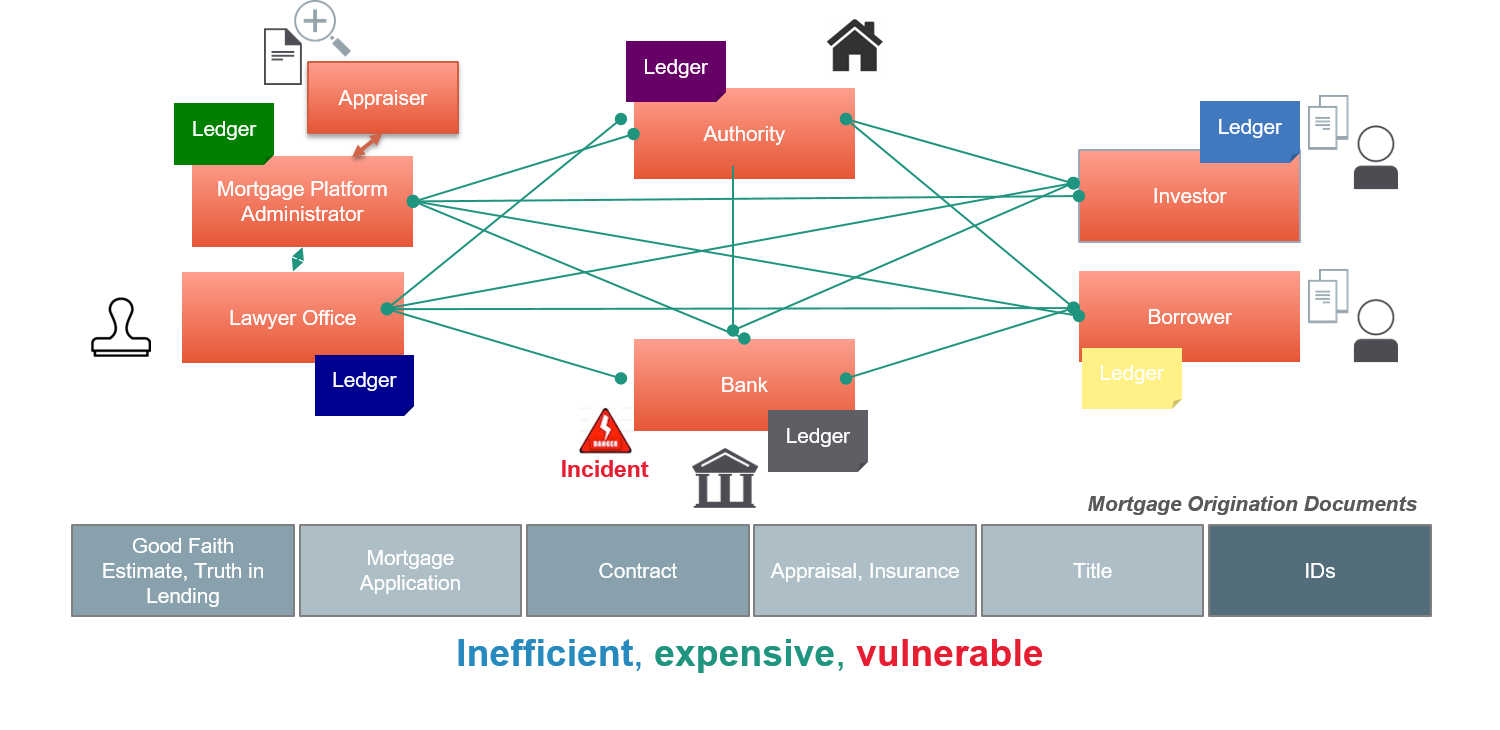 Ledger
Appraiser
Ledger
Authority
Ledger
Mortgage Platform
Administrator
Investor
Lawyer Office
Borrower
Ledger
Ledger
Bank
Ledger
DANGER
Incident
Mortgage Origination Documents
Good Faith
Estimate, Truth in
Lending
Mortgage
Application
Contract
Appraisal, Insurance
Title
IDs
Inefficient, expensive, vulnerable